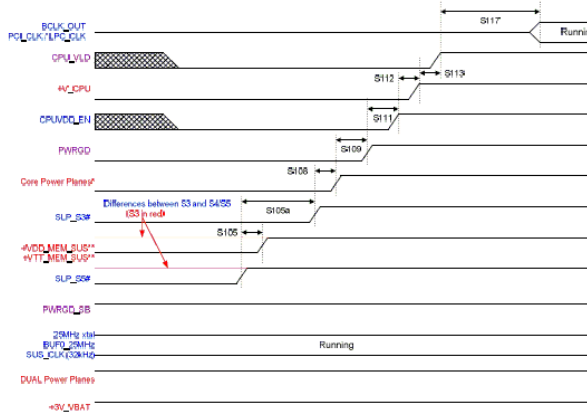 BCLK_OUT
PCI_CLK/*LPC_CLK
S117
Running
CPU_VLD
S112
S113
+V_CPU
CPUVDD_EN
S111
PWRGD
S109
Core Power Planes^
S108
Differences between S3 and S4/S5
(S3 in red)
SLP_S3#
S105a
S105
+VDD_MEM_SUS**
+VTT_MEM_SUS**
SLP_S5#
PWRGD_SB
25MHz xtal
BUF0_25MHz
SUS_CLK (32kHz)
Running
DUAL Power Planes
+3V_VBAT